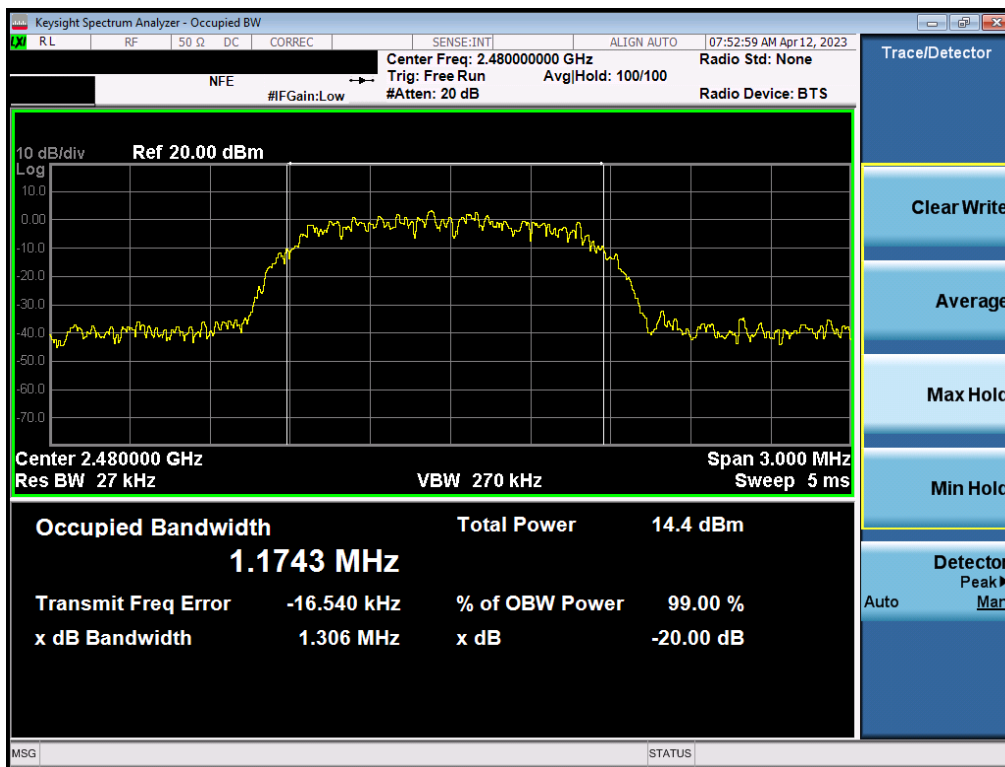 Keysight Spectrum Analyzer - Occupied BW
LXI RL RF 50 Ω DC CORREC SENSE:INT ALIGN AUTO 07:52:59 AM Apr 12, 2023
Center Freq: 2.480000000 GHz Radio Std: None
NFE Trig: Free Run Avg|Hold: 100/100
#IFGain:Low #Atten: 20 dB Radio Device: BTS
10 dB/div Ref 20.00 dBm
Log
10.0
0.00
-10.0
-20.0
-30.0
-40.0
-50.0
-60.0
-70.0
Center 2.480000 GHz Span 3.000 MHz
Res BW 27 kHz VBW 270 kHz Sweep 5 ms
Occupied Bandwidth Total Power 14.4 dBm
1.1743 MHz
Transmit Freq Error -16.540 kHz % of OBW Power 99.00 %
x dB Bandwidth 1.306 MHz x dB -20.00 dB
MSG STATUS
Trace/Detector
Clear Write
Average
Max Hold
Min Hold
Detector
Peak
Auto Man